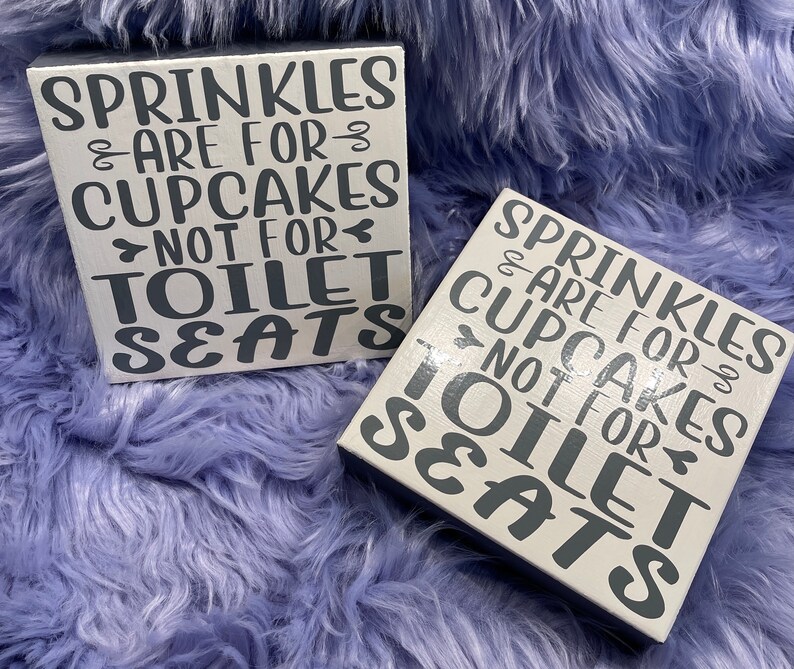 SPRINKLES
ARE FOR
CUPCAKES
NOT FOR
TOILET
SEATS
SPRINKLES
ARE FOR
CUPCAKES
NOT FOR
TOILET
SEATS